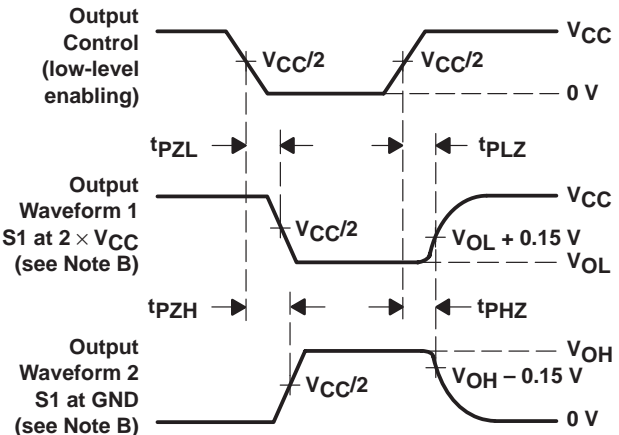 Output
Control
(low-level
enabling)
VCC/2
VCC/2
VCC
0 V
tPZL
tPLZ
Output
Waveform 1
S1 at 2 × VCC
(see Note B)
VCC/2
VCC
VOL + 0.15 V
VOL
tPZH
tPHZ
Output
Waveform 2
S1 at GND
(see Note B)
VCC/2
VOH
VOH – 0.15 V
0 V